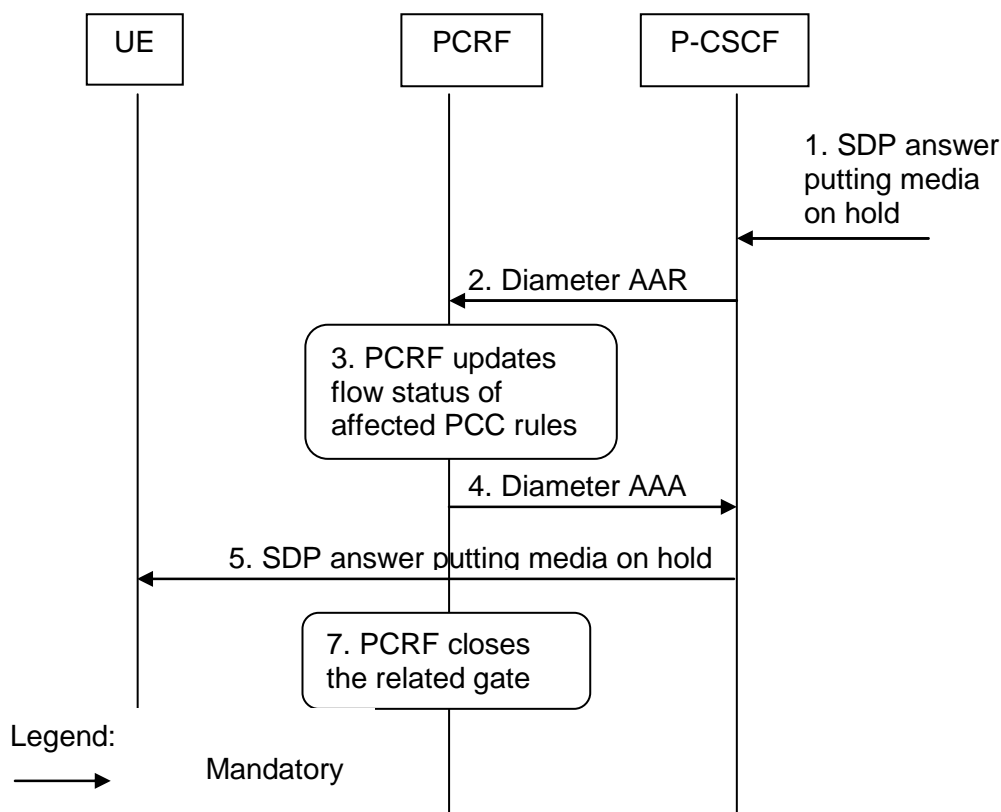 UE
PCRF
P-CSCF
1. SDP answer
putting media
on hold
2. Diameter AAR
3. PCRF updates
flow status of
affected PCC rules
4. Diameter AAA
5. SDP answer putting media on hold
7. PCRF closes
the related gate
Legend:
Mandatory